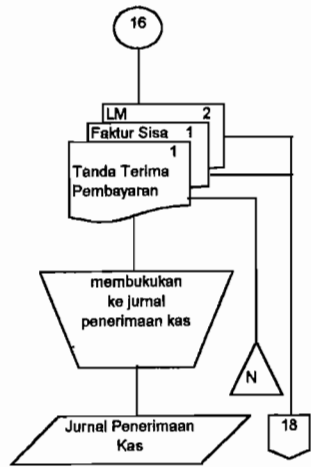 16
LM 2
Faktur Sisa 1
1
Tanda Terima
Pembayaran
membukukan
ke jurnal
penerimaan kas
N
18
Jurnal Penerimaan
Kas